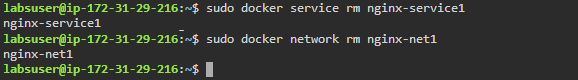 labsuser@ip-172-31-29-216:~$ sudo docker service rm nginx-service1
nginx-service1
labsuser@ip-172-31-29-216:~$ sudo docker network rm nginx-net1
nginx-net1
labsuser@ip-172-31-29-216:~$